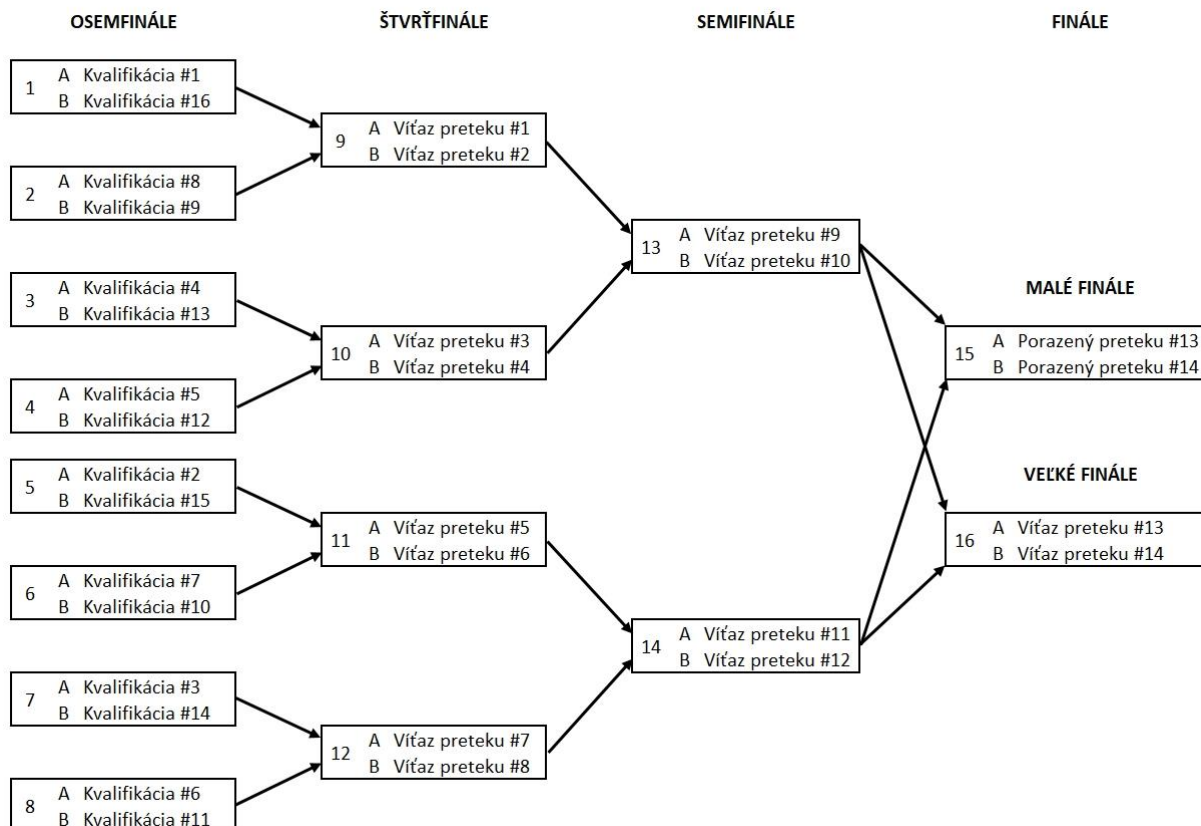 OSEMFINÁLE
1
A Kvalifikácia #1
B Kvalifikácia #16
2
A Kvalifikácia #8
B Kvalifikácia #9
3
A Kvalifikácia #4
B Kvalifikácia #13
4
A Kvalifikácia #5
B Kvalifikácia #12
5
A Kvalifikácia #2
B Kvalifikácia #15
6
A Kvalifikácia #7
B Kvalifikácia #10
7
A Kvalifikácia #3
B Kvalifikácia #14
8
A Kvalifikácia #6
B Kvalifikácia #11
ŠTVRŤFINÁLE
9
A Víťaz preteku #1
B Víťaz preteku #2
10
A Víťaz preteku #3
B Víťaz preteku #4
11
A Víťaz preteku #5
B Víťaz preteku #6
12
A Víťaz preteku #7
B Víťaz preteku #8
SEMIFINÁLE
13
A Víťaz preteku #9
B Víťaz preteku #10
14
A Víťaz preteku #11
B Víťaz preteku #12
FINÁLE
MALÉ FINÁLE
15
A Porazený preteku #13
B Porazený preteku #14
VEĽKÉ FINÁLE
16
A Víťaz preteku #13
B Víťaz preteku #14